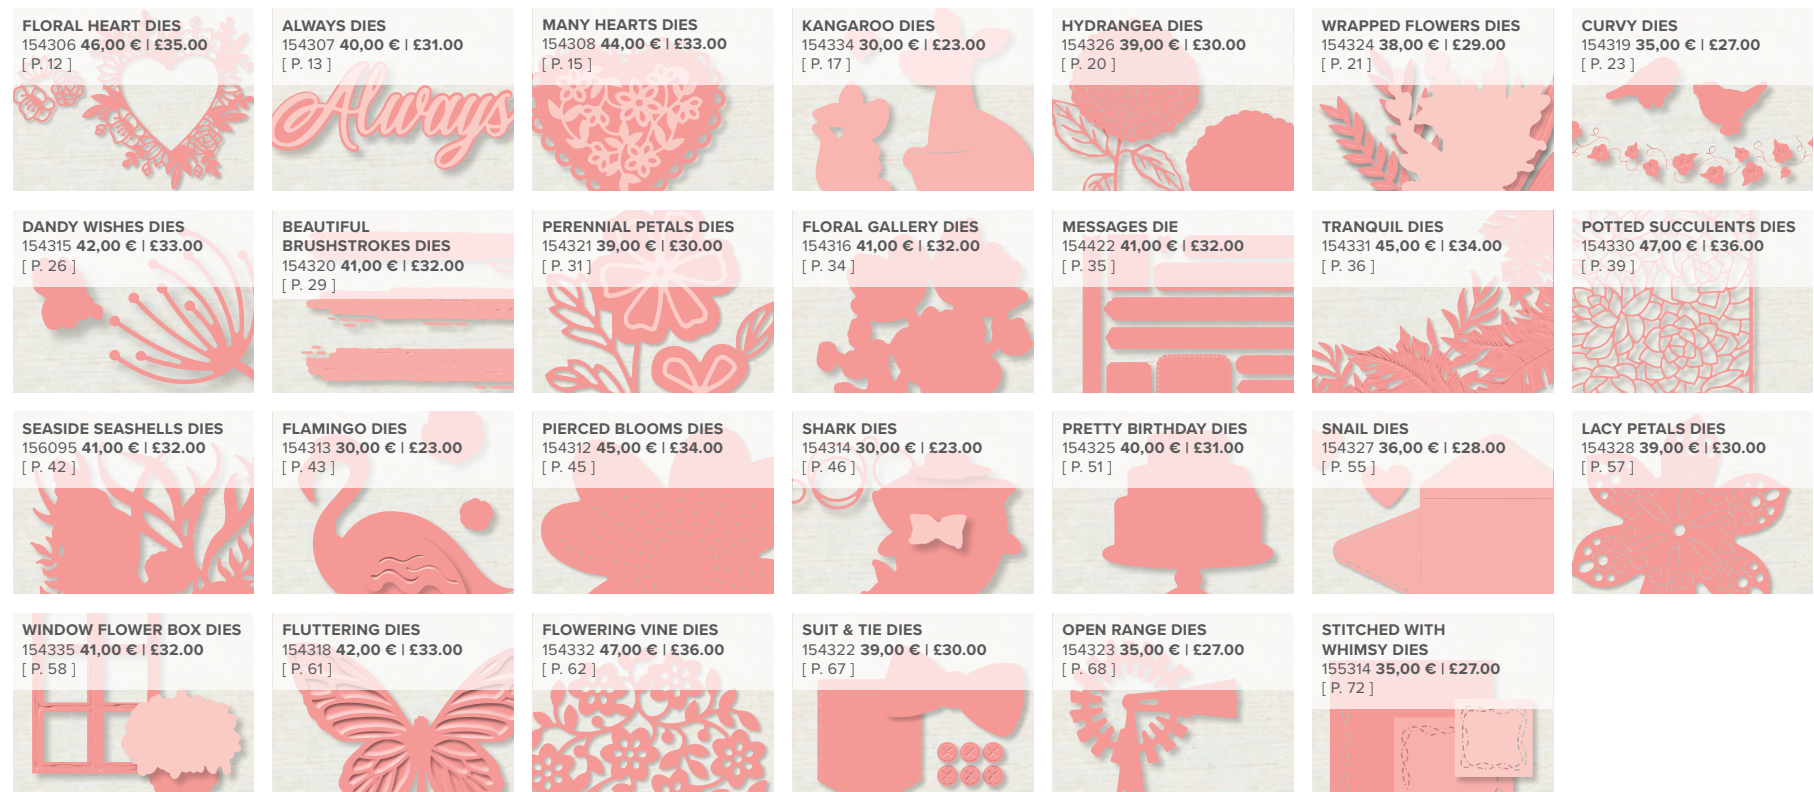 FLORAL HEART DIES
154306 46,00 € | £35.00
[ P. 12 ]
ALWAYS DIES
154307 40,00 € | £31.00
[ P. 13 ]
Always
MANY HEARTS DIES
154308 44,00 € | £33.00
[ P. 15 ]
KANGAROO DIES
154334 30,00 € | £23.00
[ P. 17 ]
HYDRANGEA DIES
154326 39,00 € | £30.00
[ P. 20 ]
WRAPPED FLOWERS DIES
154324 38,00 € | £29.00
[ P. 21 ]
CURVY DIES
154319 35,00 € | £27.00
[ P. 23 ]
DANDY WISHES DIES
154315 42,00 € | £33.00
[ P. 26 ]
BEAUTIFUL
BRUSHSTROKES DIES
154320 41,00 € | £32.00
[ P. 29 ]
PERENNIAL PETALS DIES
154321 39,00 € | £30.00
[ P. 31 ]
FLORAL GALLERY DIES
154316 41,00 € | £32.00
[ P. 34 ]
MESSAGES DIE
154422 41,00 € | £32.00
[ P. 35 ]
TRANQUIL DIES
154331 45,00 € | £34.00
[ P. 36 ]
POTTED SUCCULENTS DIES
154330 47,00 € | £36.00
[ P. 39 ]
SEASIDE SEASHELLS DIES
156095 41,00 € | £32.00
[ P. 42 ]
FLAMINGO DIES
154313 30,00 € | £23.00
[ P. 43 ]
PIERCED BLOOMS DIES
154312 45,00 € | £34.00
[ P. 45 ]
SHARK DIES
154314 30,00 € | £23.00
[ P. 46 ]
PRETTY BIRTHDAY DIES
154325 40,00 € | £31.00
[ P. 51 ]
SNAIL DIES
154327 36,00 € | £28.00
[ P. 55 ]
LACY PETALS DIES
154328 39,00 € | £30.00
[ P. 57 ]
WINDOW FLOWER BOX DIES
154335 41,00 € | £32.00
[ P. 58 ]
FLUTTERING DIES
154318 42,00 € | £33.00
[ P. 61 ]
FLOWERING VINE DIES
154332 47,00 € | £36.00
[ P. 62 ]
SUIT & TIE DIES
154322 39,00 € | £30.00
[ P. 67 ]
OPEN RANGE DIES
154323 35,00 € | £27.00
[ P. 68 ]
STITCHED WITH
WHIMSY DIES
155314 35,00 € | £27.00
[ P. 72 ]